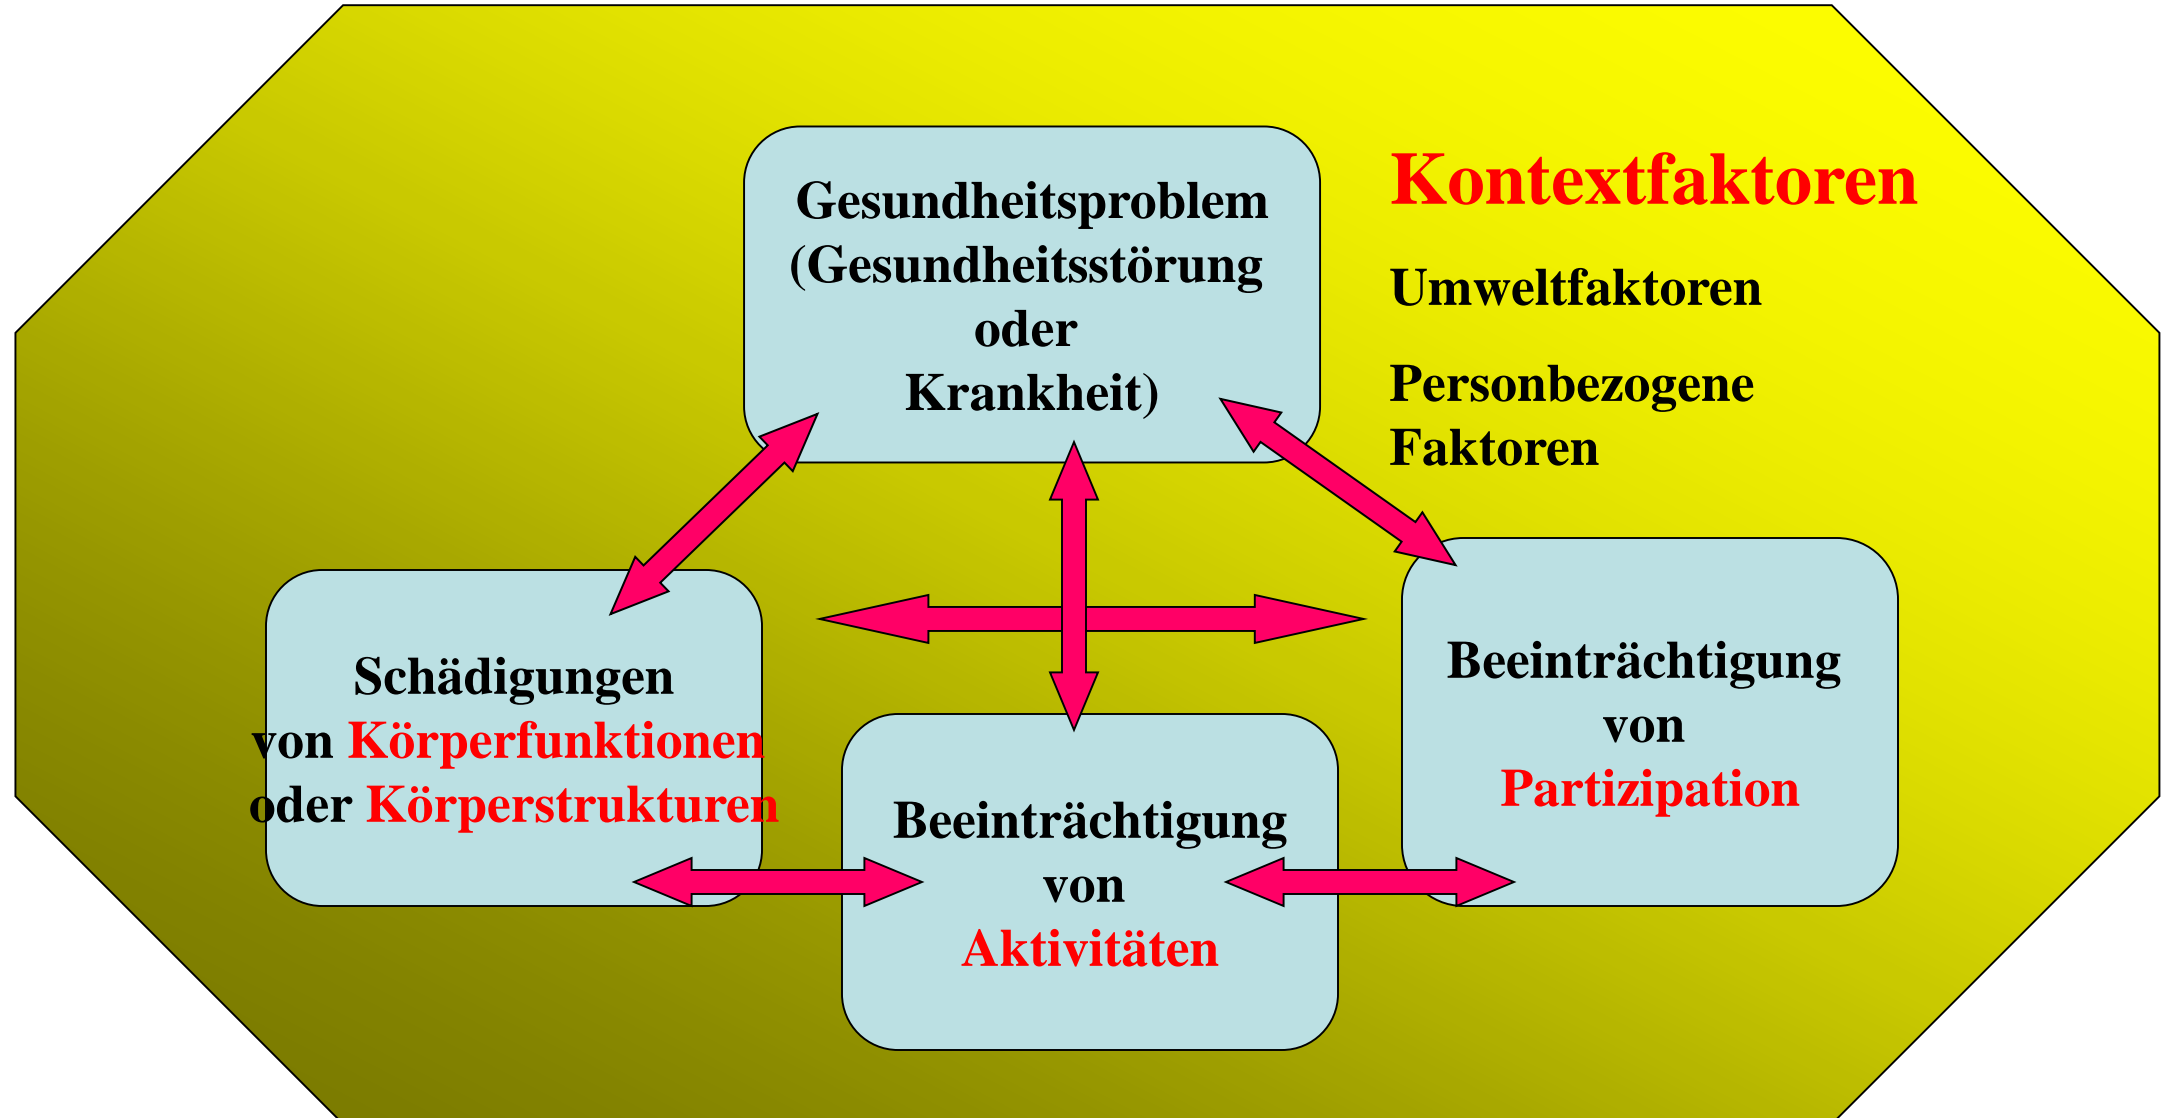 Gesundheitsproblem
(Gesundheitsstörung
oder
Krankheit)
Kontextfaktoren
Umweltfaktoren
Personbezogene
Faktoren
Schädigungen
von Körperfunktionen
oder Körperstrukturen
Beeinträchtigung
von
Aktivitäten
Beeinträchtigung
von
Partizipation